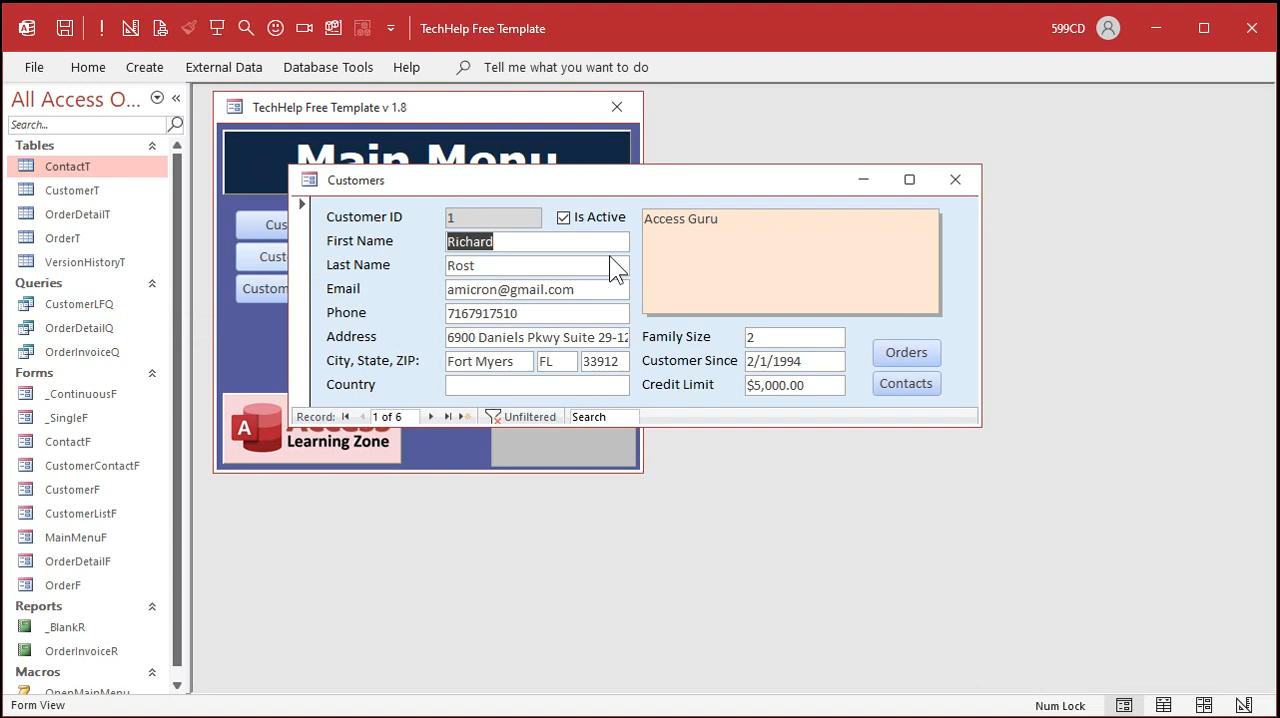 TechHelp Free Template
599CD
File Home Create External Data Database Tools Help Tell me what you want to do
All Access O...
Search...
Tables
ContactT
CustomerT
OrderDetailT
OrderT
VersionHistoryT
Queries
CustomerLFQ
OrderDetailQ
OrderInvoiceQ
Forms
_ContinuousF
_SingleF
ContactF
CustomerContactF
CustomerF
CustomerListF
MainMenuF
OrderDetailF
OrderF
Reports
_BlankR
OrderInvoiceR
Macros
OpenMainMenu
TechHelp Free Template v 1.8
Main Menu
Cus
Custo
Custom
A
Learning Zone
Customers
Customer ID 1 Is Active
First Name Richard
Last Name Rost
Email amicron@gmail.com
Phone 7167917510
Address 6900 Daniels Pkwy Suite 29-12
City, State, ZIP: Fort Myers FL 33912
Country
Access Guru
Family Size 2
Customer Since 2/1/1994
Credit Limit $5,000.00
Orders
Contacts
Record: 1 of 6 Unfiltered Search
Form View
Num Lock